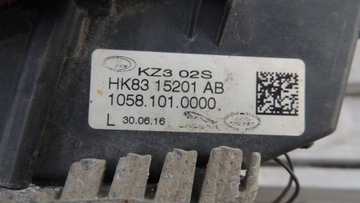 KZ3 02S
HK83 15201 AB
1058.101.0000.
L 30.06.16